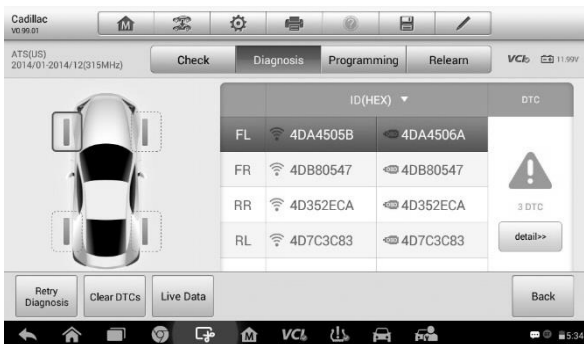 Cadillac
V0.99.01
ATS(US)
2014/01-2014/12(315MHz)
Check Diagnosis Programming Relearn
VCI 11.99V
ID(HEX) ▼ DTC
FL 4DA4505B 4DA4506A
FR 4DB80547 4DB80547
RR 4D352ECA 4D352ECA
3 DTC
RL 4D7C3C83 4D7C3C83
detail>>
Retry
Diagnosis
Clear DTCs
Live Data
Back
VCI
5:34